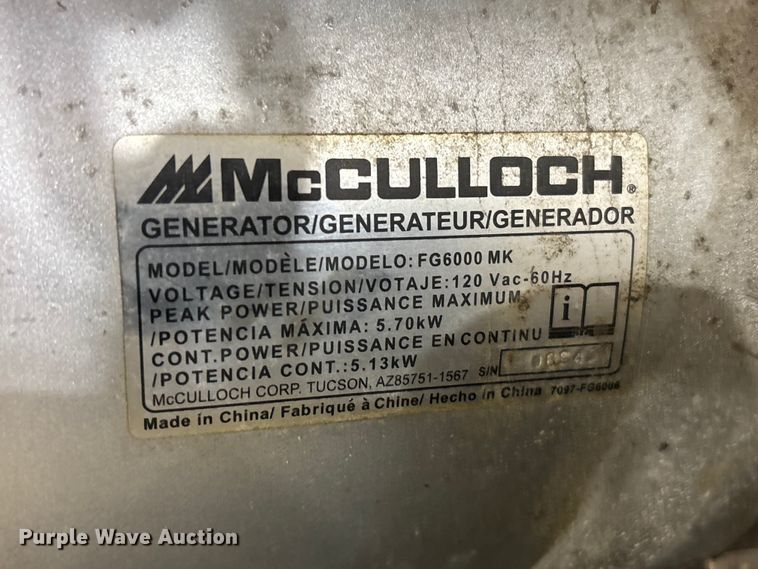 McCULLOCH®
GENERATOR/GENERATEUR/GENERADOR
MODEL/MODÈLE/MODELO: FG6000 MK
VOLTAGE/TENSION/VOTAJE: 120 Vac-60Hz
PEAK POWER/PUISSANCE MAXIMUM
/POTENCIA MÁXIMA: 5.70kW
CONT.POWER/PUISSANCE EN CONTINU
/POTENCIA CONT.:5.13kW
McCULLOCH CORP. TUCSON, AZ85751-1567 S/N
Made in China/ Fabriqué à Chine/ Hecho in China 7097-FG6006
Purple Wave Auction